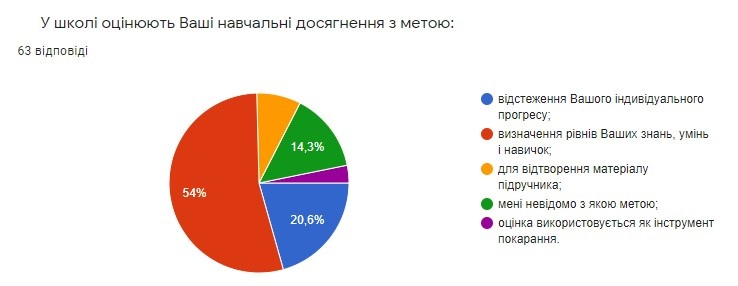 У школі оцінюють Ваші навчальні досягнення з метою:
63 відповіді
відстеження Вашого індивідуального
прогресу;
визначення рівнів Ваших знань, умінь
і навичок;
для відтворення матеріалу
підручника;
мені невідомо з якою метою;
оцінка використовується як інструмент
покарання.
14,3%
54%
20,6%